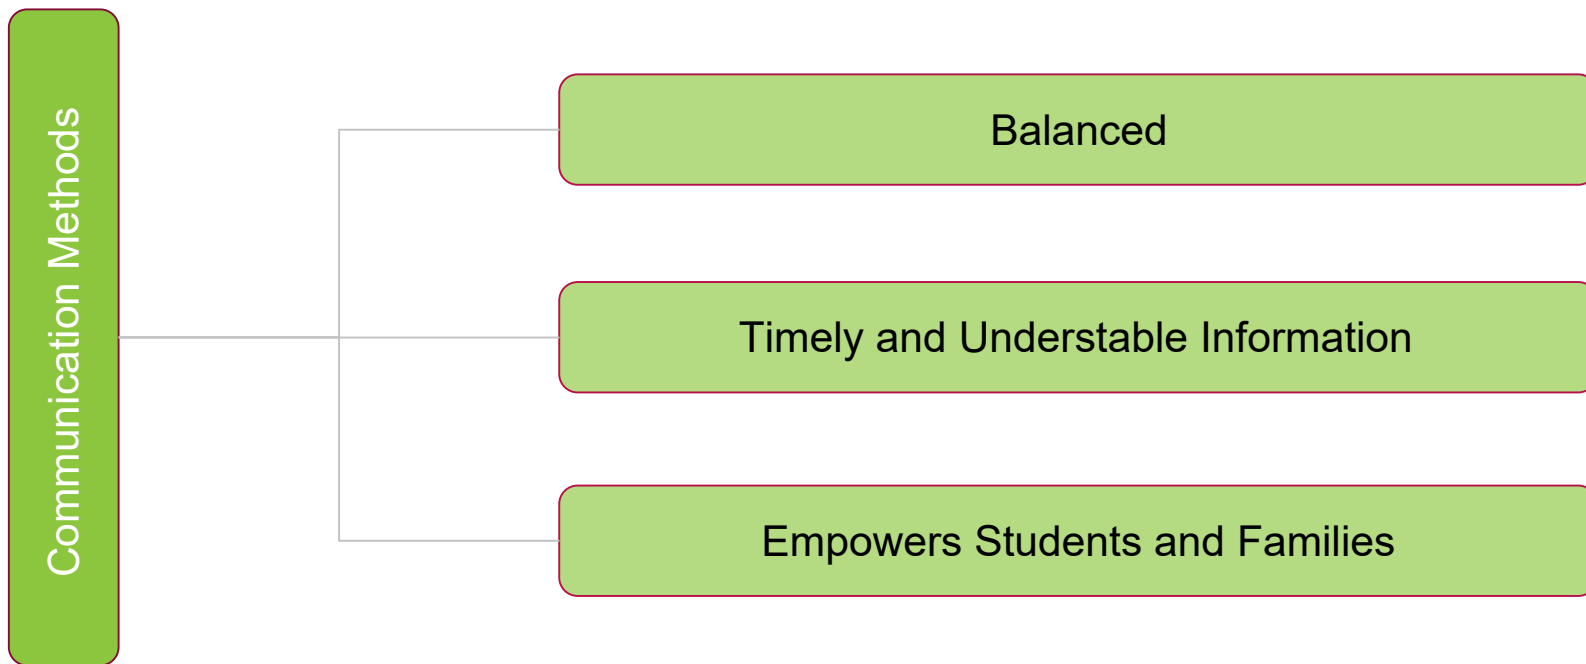 Communication Methods
Balanced
Timely and Understable Information
Empowers Students and Families